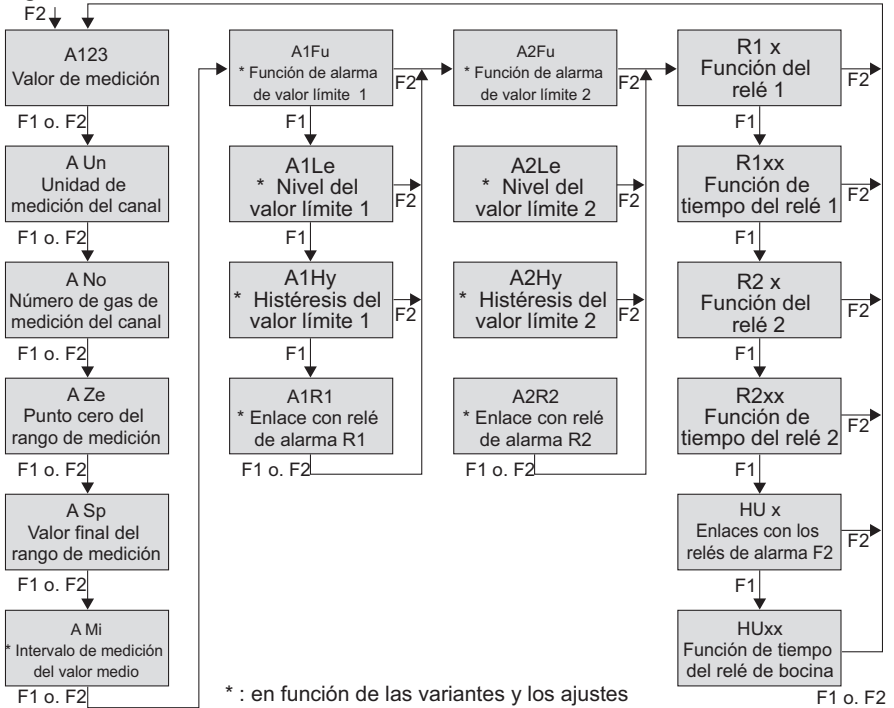 F2
A123
Valor de medición
F1 o. F2
A Un
Unidad de
medición del canal
F1 o. F2
A No
Número de gas de
medición del canal
F1 o. F2
A Ze
Punto cero del
rango de medición
F1 o. F2
A Sp
Valor final del
rango de medición
F1 o. F2
A Mi
* Intervalo de medición
del valor medio
F1 o. F2
A1Fu
* Función de alarma
de valor límite 1
F2
F1
A1Le
* Nivel del
valor límite 1
F2
F1
A1Hy
* Histéresis del
valor límite 1
F2
F1
A1R1
* Enlace con relé
de alarma R1
F1 o. F2
A2Fu
* Función de alarma
de valor límite 2
F2
A2Le
* Nivel del
valor límite 2
F2
A2Hy
* Histéresis del
valor límite 2
F2
A2R2
* Enlace con relé
de alarma R2
F1 o. F2
R1 x
Función del
relé 1
F2
F1
R1xx
Función de
tiempo del relé 1
F2
F1
R2 x
Función del
relé 2
F2
F1
R2xx
Función de
tiempo del relé 2
F2
F1
HU x
Enlaces con los
relés de alarma F2
F2
F1
HUxx
Función de tiempo
del relé de bocina
F1 o. F2
* : en función de las variantes y los ajustes